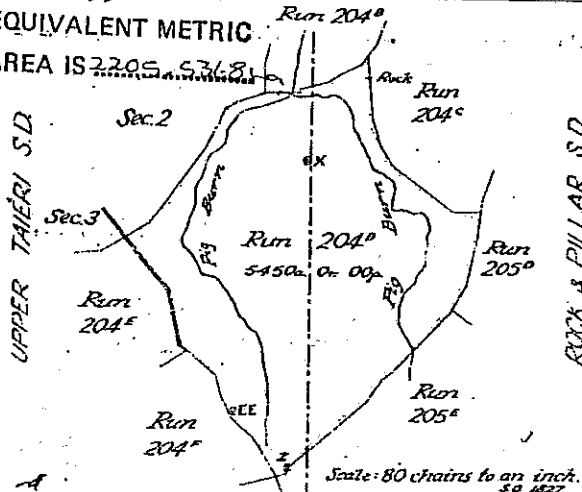 EQUIVALENT METRIC
AREA IS 2205.5368 ha
Run 204B
Rock
Run
204C
Sec. 2
UPPER TAIERI S.D.
ROCK & PILLAR S.D.
X
Burn
Burn
Sec. 3
Pig
Run 204D
5450a 0r 00p
Pig
Run
205D
Run
204E
Run
204F
EE
Run
205E
Z
Scale: 80 chains to an inch.
S.O.